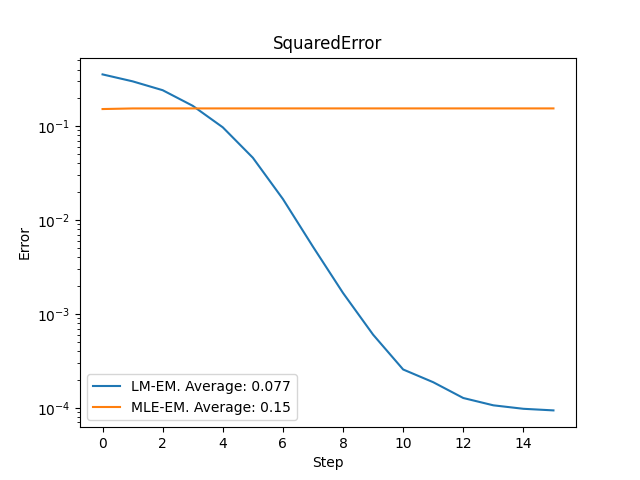 SquaredError
Error
10⁻¹
10⁻²
10⁻³
10⁻⁴
LM-EM. Average: 0.077
MLE-EM. Average: 0.15
0 2 4 6 8 10 12 14
Step